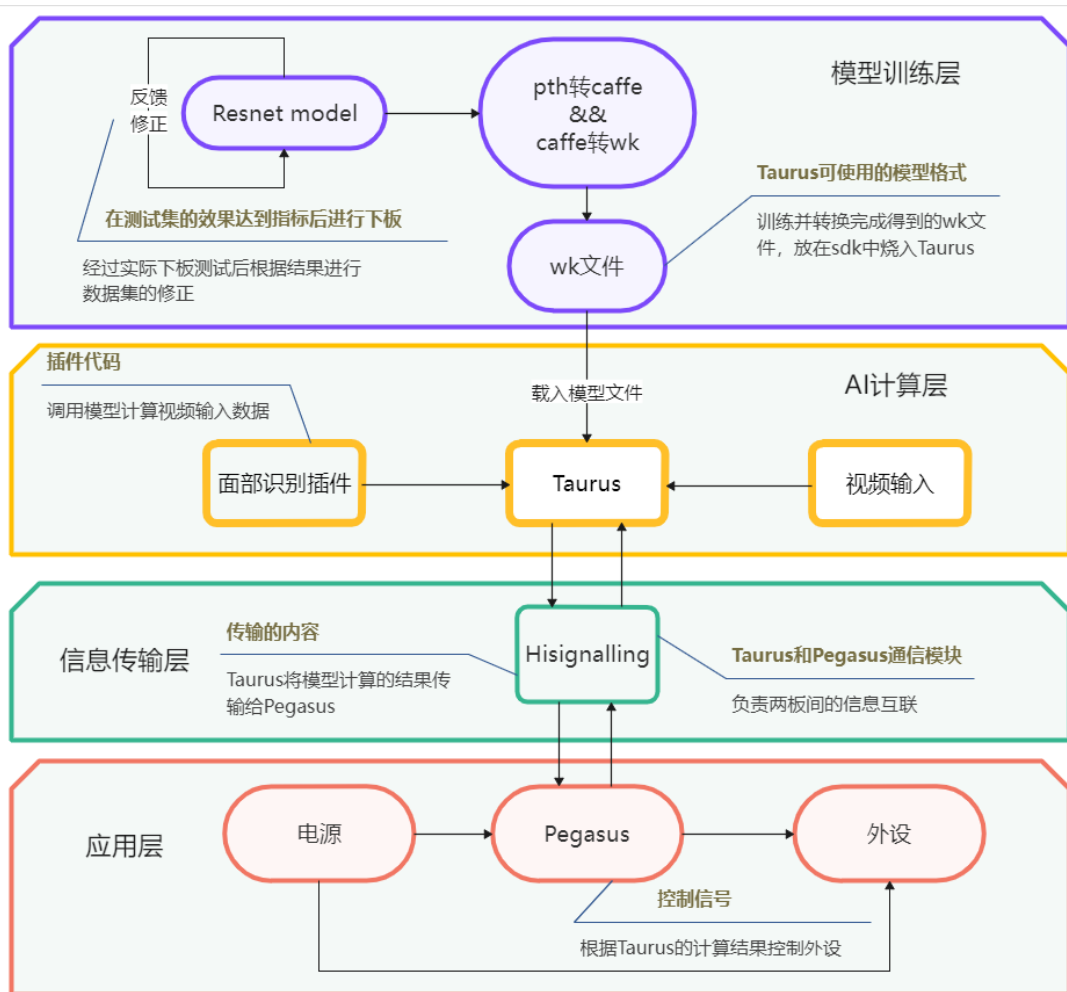 模型训练层
反馈
修正
Resnet model
pth转caffe
&&
caffe转wk
在测试集的效果达到指标后进行下板
经过实际下板测试后根据结果进行
数据集的修正
wk文件
Taurus可使用的模型格式
训练并转换完成得到的wk文
件，放在sdk中烧入Taurus
插件代码
调用模型计算视频输入数据
载入模型文件
AI计算层
面部识别插件
Taurus
视频输入
信息传输层
传输的内容
Taurus将模型计算的结果传
输给Pegasus
Hisignalling
Taurus和Pegasus通信模块
负责两板间的信息互联
应用层
电源
Pegasus
外设
控制信号
根据Taurus的计算结果控制外设